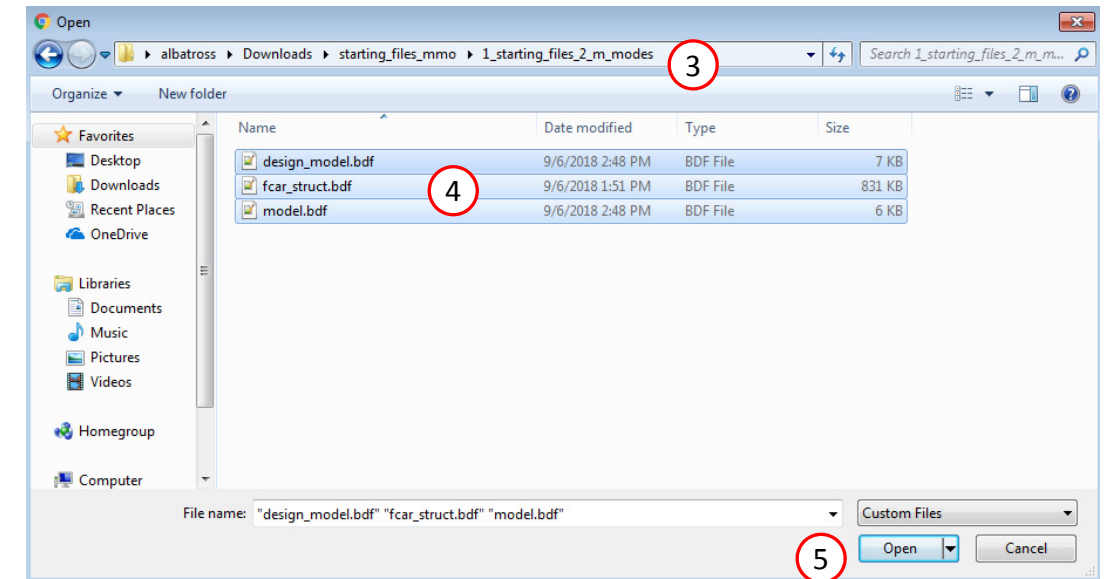 Open
albatross Downloads starting_files_mmo 1_starting_files_2_m_modes
3
Search 1_starting_files_2_m_m...
Organize New folder
Name Date modified Type Size
Favorites
Desktop
Downloads
Recent Places
OneDrive
Libraries
Documents
Music
Pictures
Videos
Homegroup
Computer
design_model.bdf 9/6/2018 2:48 PM BDF File 7 KB
fcar_struct.bdf 9/6/2018 1:51 PM BDF File 831 KB
model.bdf 9/6/2018 2:48 PM BDF File 6 KB
4
File name: "design_model.bdf" "fcar_struct.bdf" "model.bdf" Custom Files
5
Open Cancel